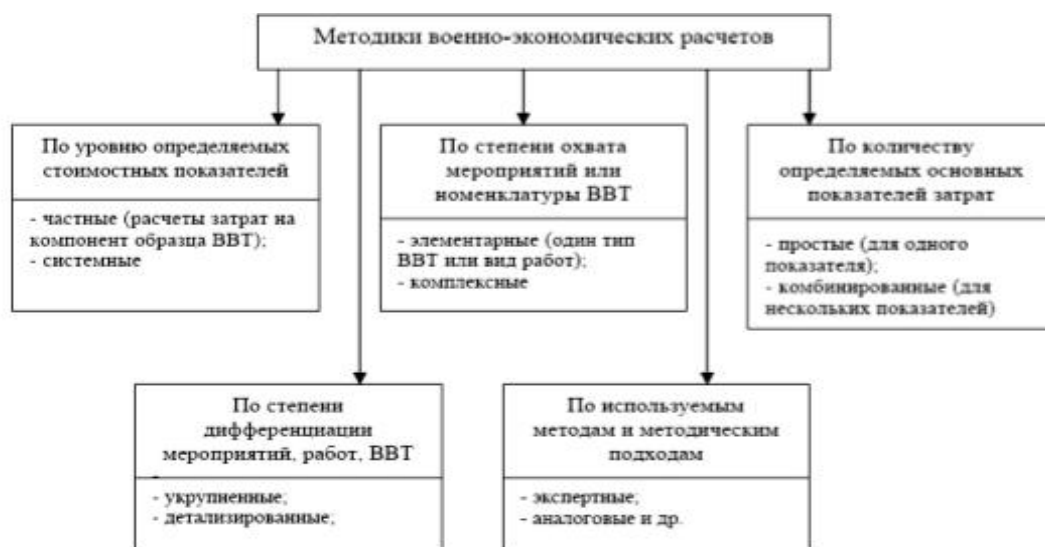 Методики военно-экономических расчетов
По уровню определяемых
стоимостных показателей
- частные (расчеты затрат на
компонент образца ВВТ);
- системные
По степени охвата
мероприятий или
номенклатуры ВВТ
- элементарные (один тип
ВВТ или вид работ);
- комплексные
По количеству
определяемых основных
показателей затрат
- простые (для одного
показателя);
- комбинированные (для
нескольких показателей)
По степени
дифференциации
мероприятий, работ, ВВТ
-
- укрупненные;
- детализированные;
По используемым
методам и методическим
подходам
- экспертные;
- аналоговые и др.